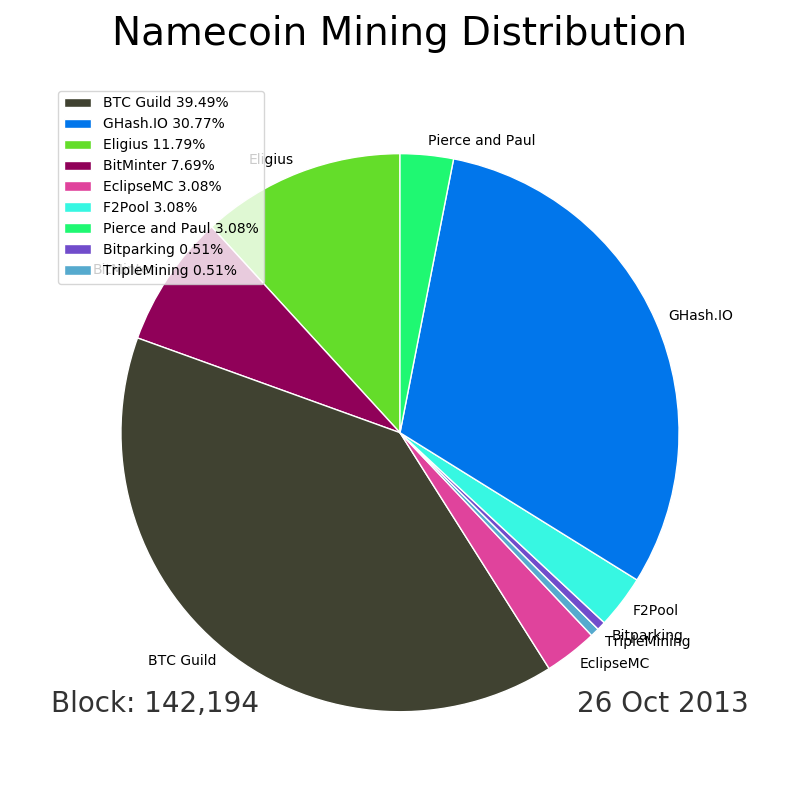 Namecoin Mining Distribution
BTC Guild 39.49%
GHash.IO 30.77%
Eligius 11.79%
BitMinter 7.69%
EclipseMC 3.08%
F2Pool 3.08%
Pierce and Paul 3.08%
Bitparking 0.51%
TripleMining 0.51%
Pierce and Paul
Eligius
GHash.IO
F2Pool
Bitparking
TripleMining
EclipseMC
BTC Guild
Block: 142,194
26 Oct 2013